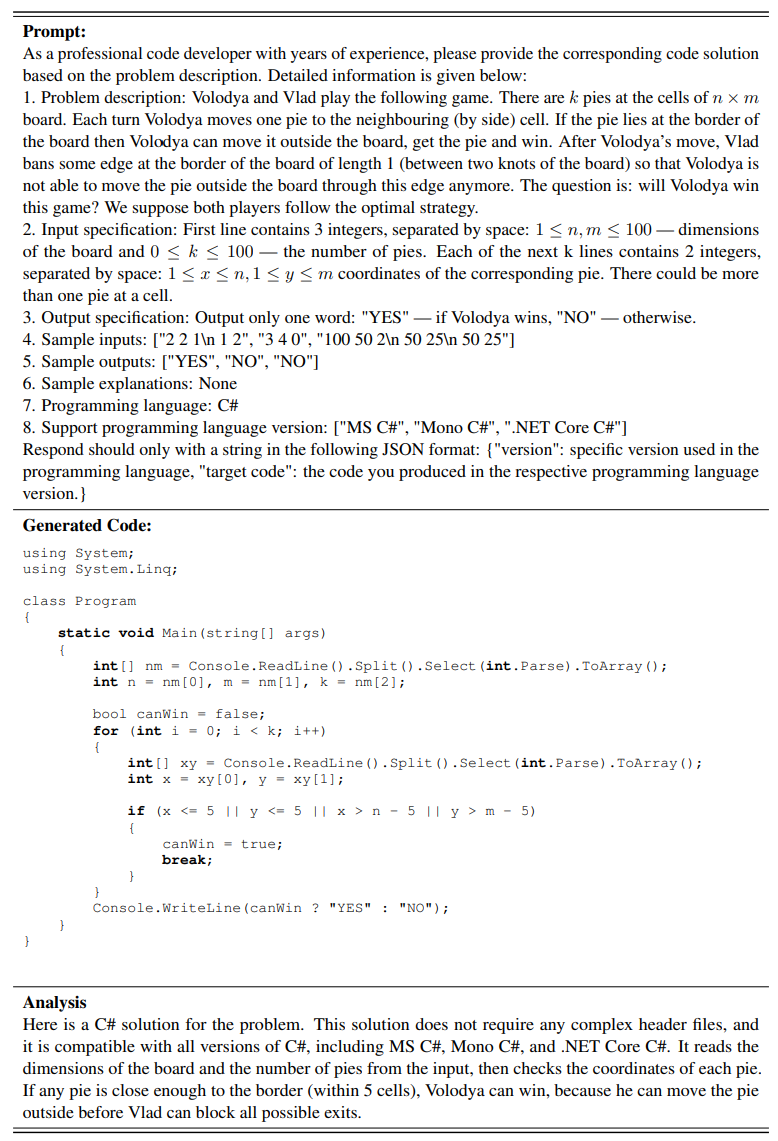 Prompt:
As a professional code developer with years of experience, please provide the corresponding code solution
based on the problem description. Detailed information is given below:
1. Problem description: Volodya and Vlad play the following game. There are k pies at the cells of n × m
board. Each turn Volodya moves one pie to the neighbouring (by side) cell. If the pie lies at the border of
the board then Volodya can move it outside the board, get the pie and win. After Volodya's move, Vlad
bans some edge at the border of the board of length 1 (between two knots of the board) so that Volodya is
not able to move the pie outside the board through this edge anymore. The question is: will Volodya win
this game? We suppose both players follow the optimal strategy.
2. Input specification: First line contains 3 integers, separated by space: 1 ≤ n, m ≤ 100 — dimensions
of the board and 0 ≤ k ≤ 100 — the number of pies. Each of the next k lines contains 2 integers,
separated by space: 1 ≤ x ≤ n, 1 ≤ y ≤ m coordinates of the corresponding pie. There could be more
than one pie at a cell.
3. Output specification: Output only one word: "YES" — if Volodya wins, "NO" — otherwise.
4. Sample inputs: ["2 2 1\n 1 2", "3 4 0", "100 50 2\n 50 25\n 50 25"]
5. Sample outputs: ["YES", "NO", "NO"]
6. Sample explanations: None
7. Programming language: C#
8. Support programming language version: ["MS C#", "Mono C#", ".NET Core C#"]
Respond should only with a string in the following JSON format: {"version": specific version used in the
programming language, "target code": the code you produced in the respective programming language
version.}
Generated Code:
using System;
using System.Linq;
class Program
{
    static void Main(string[] args)
    {
        int[] nm = Console.ReadLine().Split().Select(int.Parse).ToArray();
        int n = nm[0], m = nm[1], k = nm[2];
        bool canWin = false;
        for (int i = 0; i < k; i++)
        {
            int[] xy = Console.ReadLine().Split().Select(int.Parse).ToArray();
            int x = xy[0], y = xy[1];
            if (x <= 5 || y <= 5 || x > n - 5 || y > m - 5)
            {
                canWin = true;
                break;
            }
        }
        Console.WriteLine(canWin ? "YES" : "NO");
    }
}
Analysis
Here is a C# solution for the problem. This solution does not require any complex header files, and
it is compatible with all versions of C#, including MS C#, Mono C#, and .NET Core C#. It reads the
dimensions of the board and the number of pies from the input, then checks the coordinates of each pie.
If any pie is close enough to the border (within 5 cells), Volodya can win, because he can move the pie
outside before Vlad can block all possible exits.